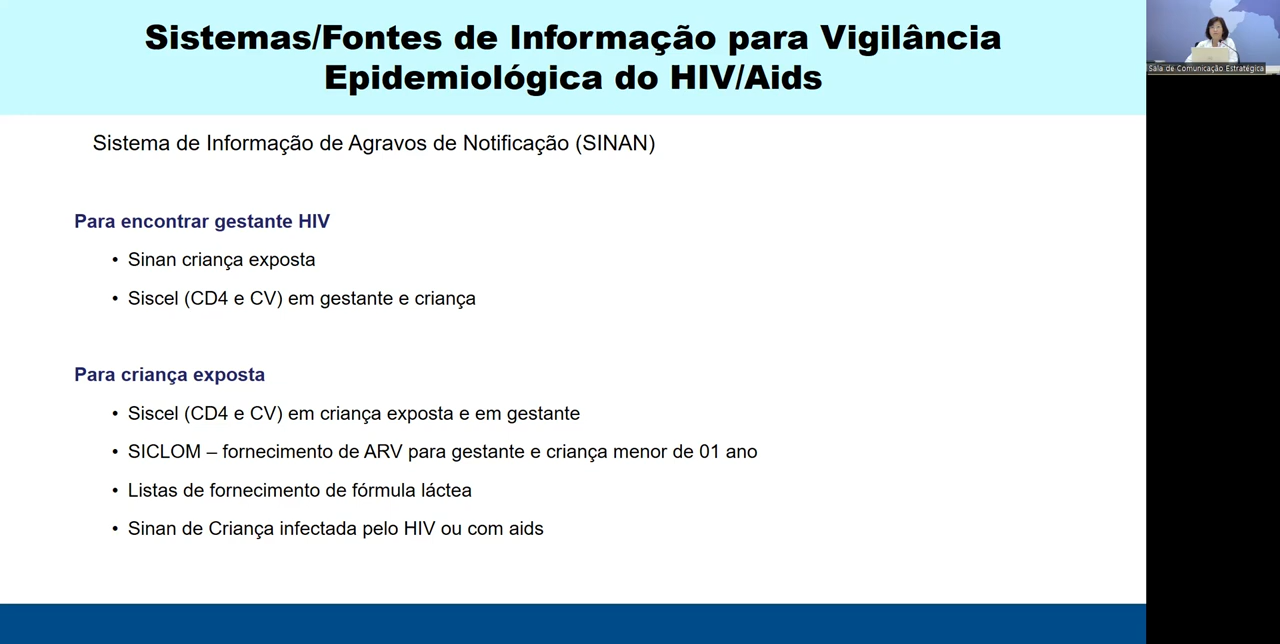 Sistemas/Fontes de Informação para Vigilância
Epidemiológica do HIV/Aids
Sala de Comunicação Estratégica
Sistema de Informação de Agravos de Notificação (SINAN)
Para encontrar gestante HIV
• Sinan criança exposta
• Siscel (CD4 e CV) em gestante e criança
Para criança exposta
• Siscel (CD4 e CV) em criança exposta e em gestante
• SICLOM – fornecimento de ARV para gestante e criança menor de 01 ano
• Listas de fornecimento de fórmula láctea
• Sinan de Criança infectada pelo HIV ou com aids